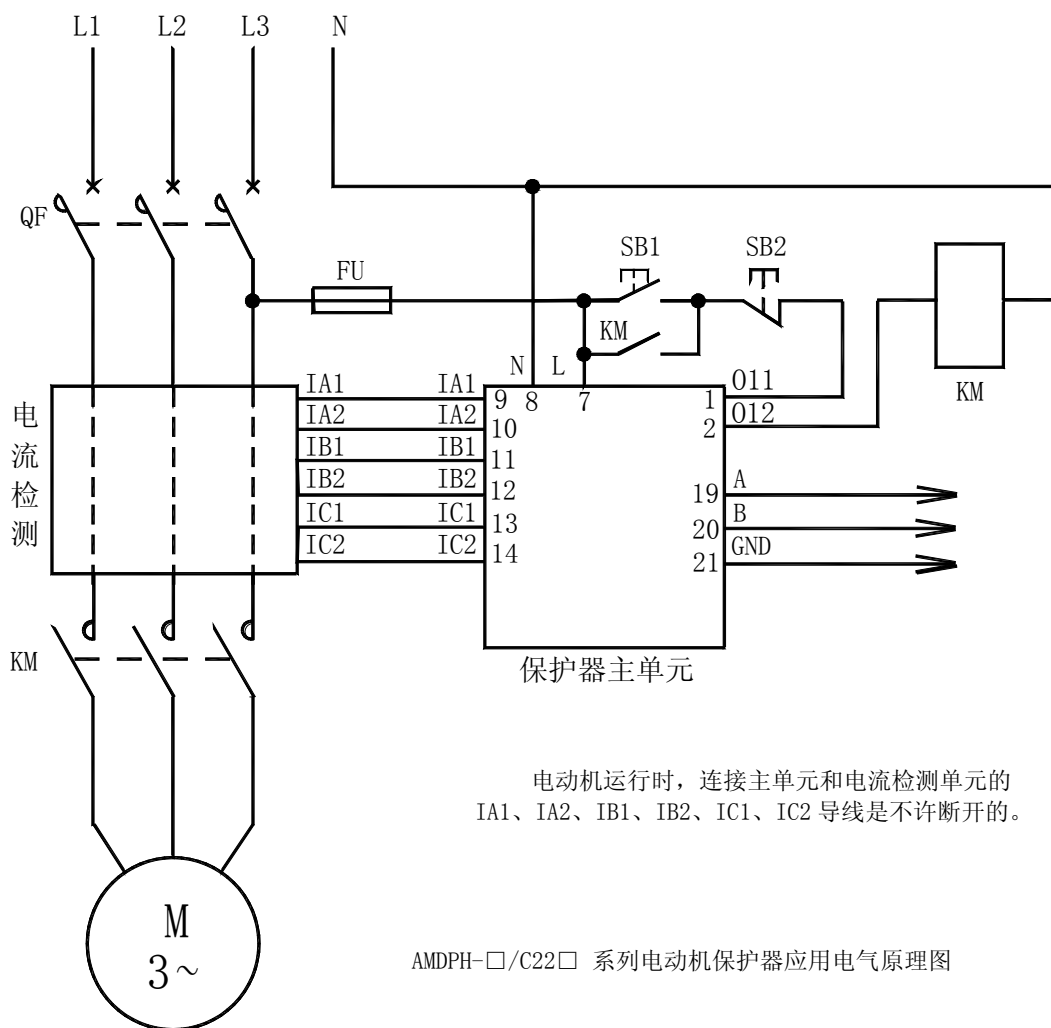 L1 L2 L3 N
QF
FU
SB1 SB2
KM
KM
N L
O11
O12
IA1 IA1 9 8 7 1
IA2 IA2 10 2
IB1 IB1 11
IB2 IB2 12
IC1 IC1 13
IC2 IC2 14
19 A
20 B
21 GND
电流检测
KM
保护器主单元
电动机运行时，连接主单元和电流检测单元的
IA1、IA2、IB1、IB2、IC1、IC2 导线是不许断开的。
M
3~
AMDPH-□/C22□ 系列电动机保护器应用电气原理图